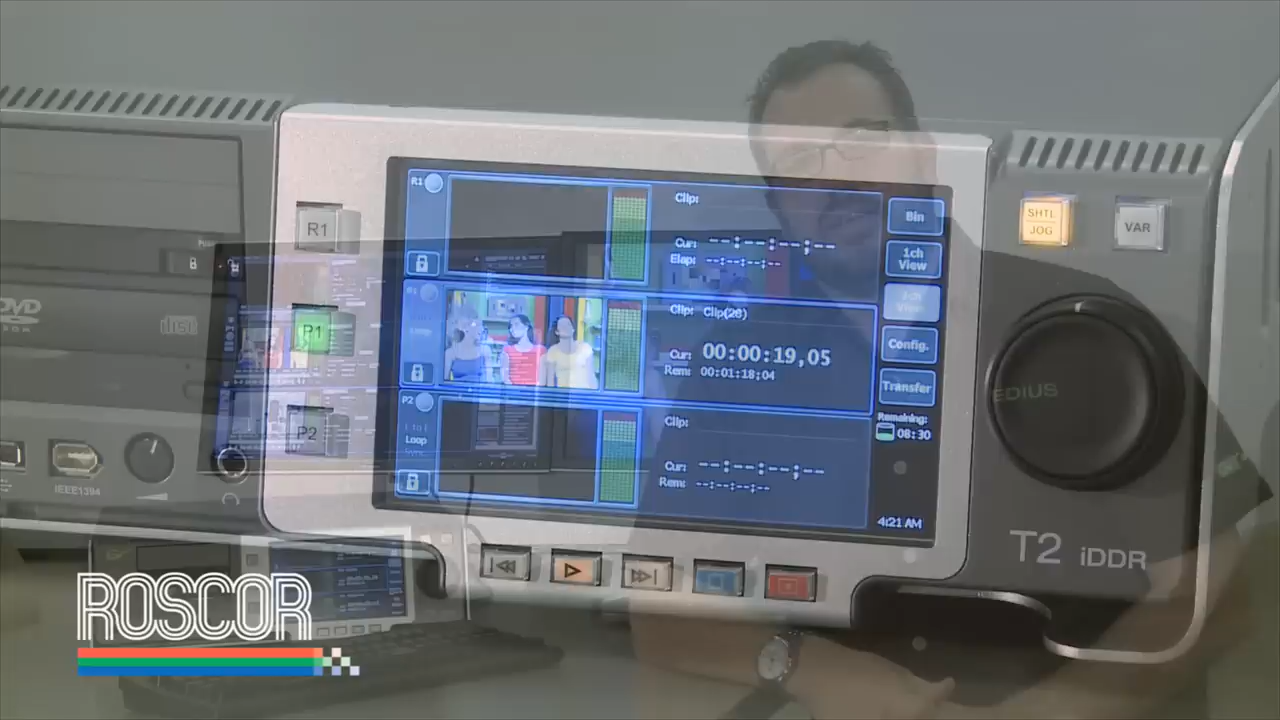 R1
Clip:
Cur: --:--:--;--
Elap: --:--:--;--
Bin
1ch
View
Config.
Transfer
Remaining:
08:30
4:21 AM
Clip: Clip(26)
Cur: 00:00:19,05
Rem: 00:01:18;04
P2
Loop
Clip:
Cur: --:--:--;--
Rem: --:--:--;--
R1
P1
P2
SHTL
JOG
VAR
EDIUS
DVD
disc
IEEE1394
T2 iDDR
ROSCOR